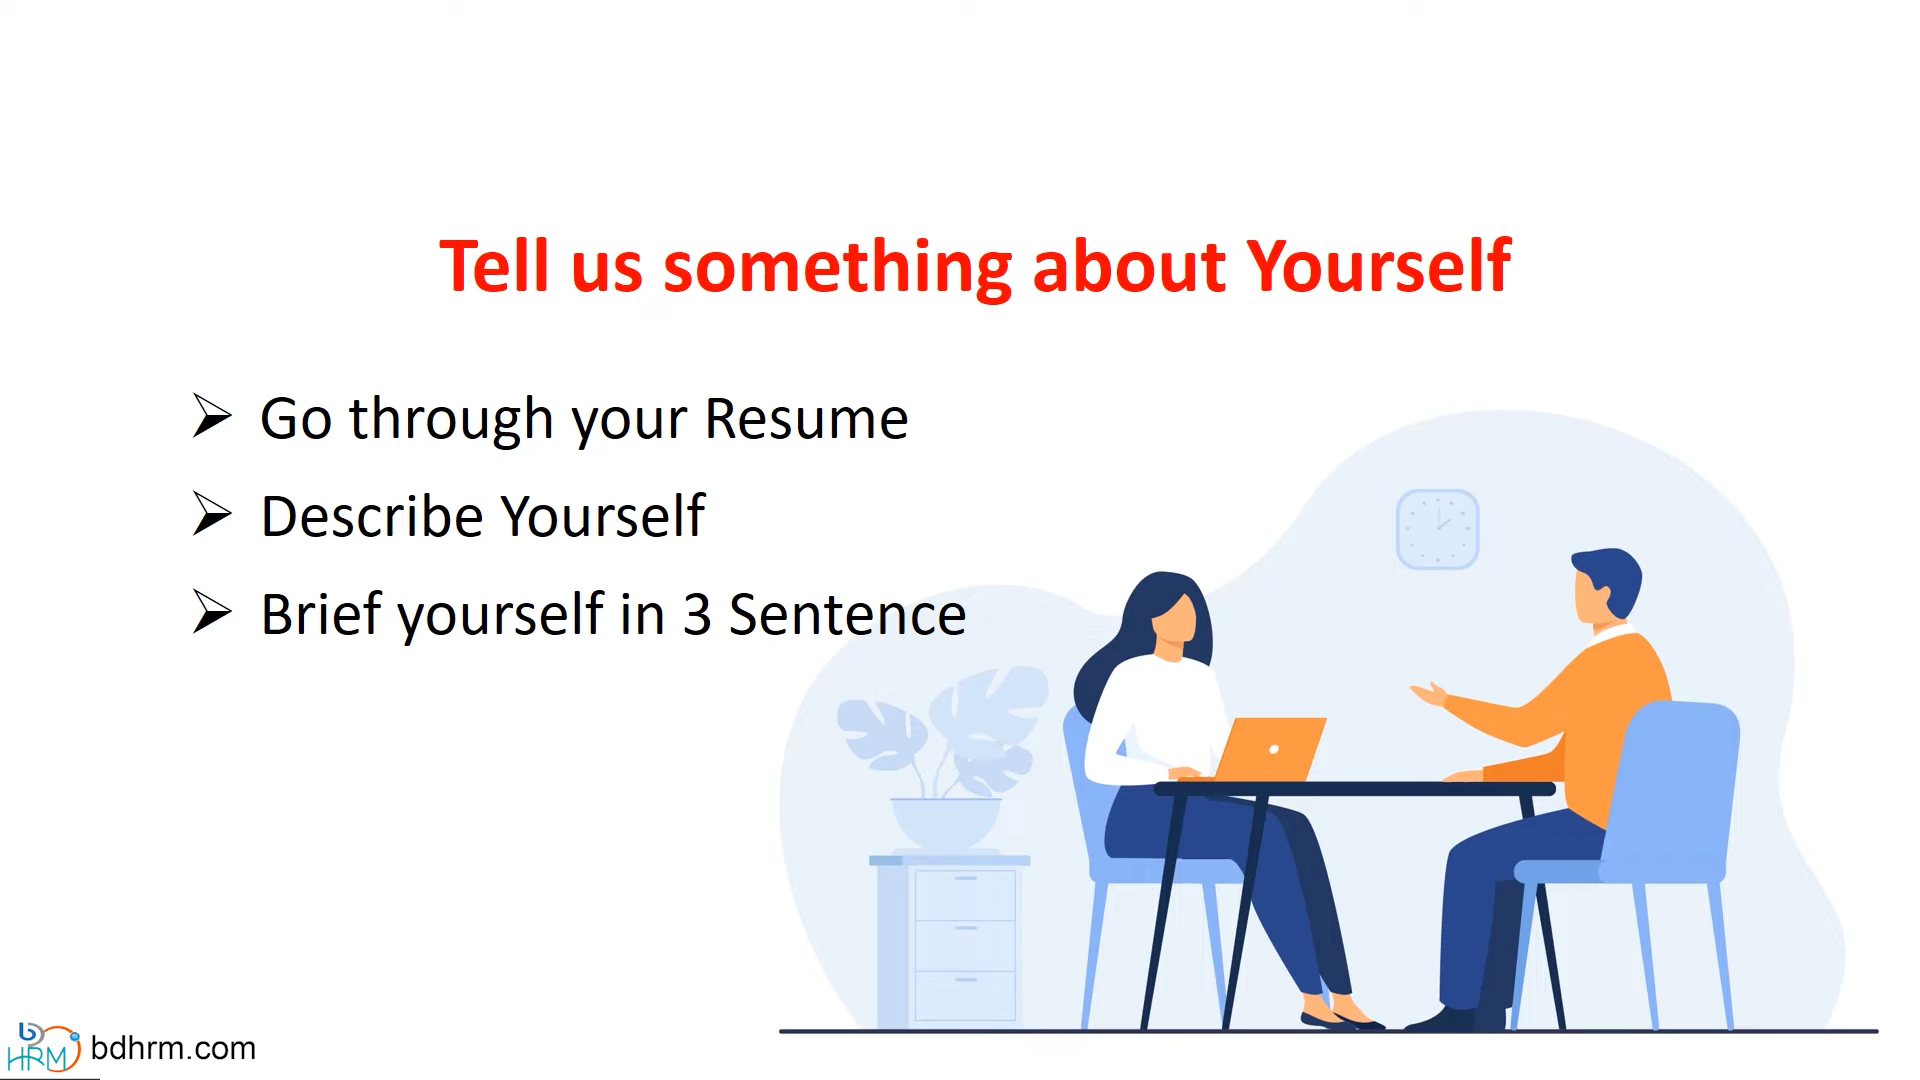 Tell us something about Yourself
➢ Go through your Resume
➢ Describe Yourself
➢ Brief yourself in 3 Sentence
bd
HRM
bdhrm.com